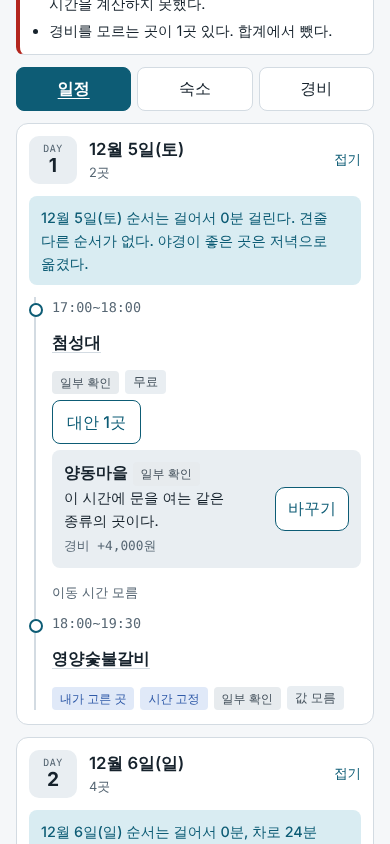 시간을 계산하지 못했다.
• 경비를 모르는 곳이 1곳 있다. 합계에서 뺐다.
일정
숙소
경비
DAY
1
12월 5일(토)
2곳
접기
12월 5일(토) 순서는 걸어서 0분 걸린다. 견줄
다른 순서가 없다. 야경이 좋은 곳은 저녁으로
옮겼다.
17:00~18:00
첨성대
일부 확인
무료
대안 1곳
양동마을 일부 확인
이 시간에 문을 여는 같은
종류의 곳이다.
경비 +4,000원
바꾸기
이동 시간 모름
18:00~19:30
영양숯불갈비
내가 고른 곳
시간 고정
일부 확인
값 모름
DAY
2
12월 6일(일)
4곳
접기
12월 6일(일) 순서는 걸어서 0분, 차로 24분